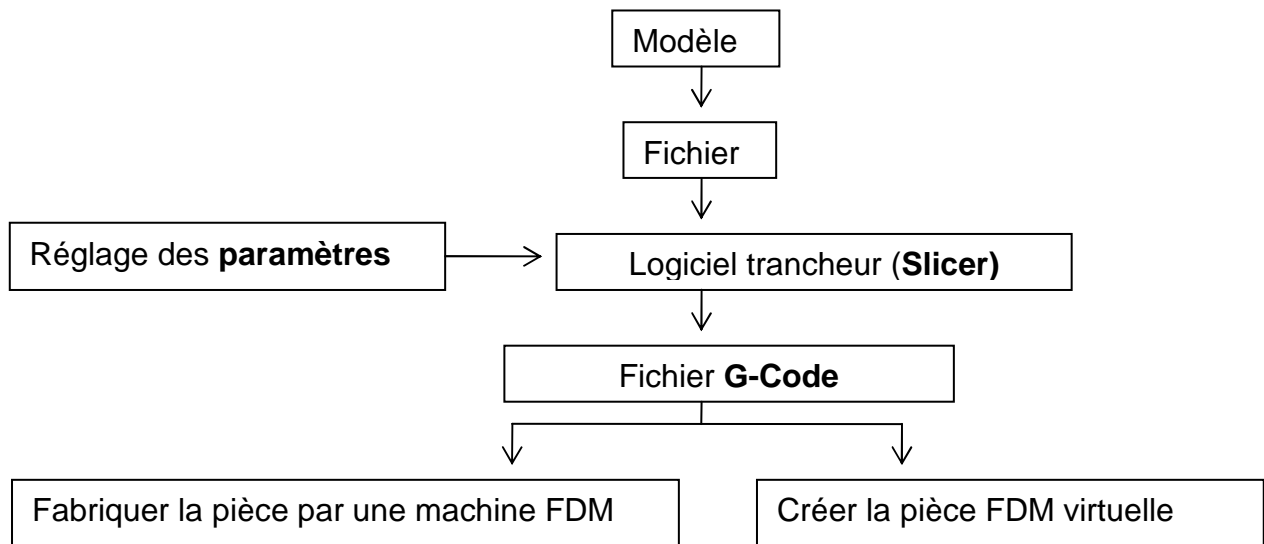 Modèle
Fichier
Réglage des paramètres
Logiciel trancheur (Slicer)
Fichier G-Code
Fabriquer la pièce par une machine FDM
Créer la pièce FDM virtuelle